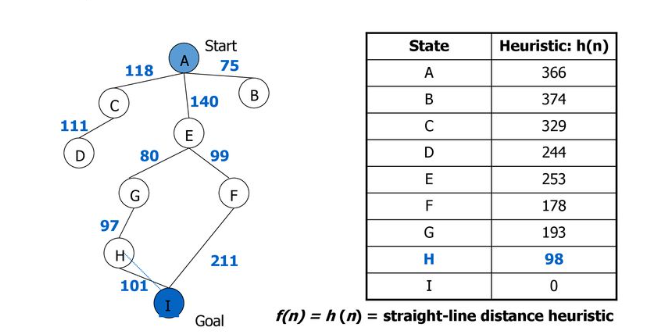 Start
A
118
75
C
B
140
111
E
D
80
99
G
F
97
H
211
101
I
Goal
State Heuristic: h(n)
A 366
B 374
C 329
D 244
E 253
F 178
G 193
H 98
I 0
f(n) = h (n) = straight-line distance heuristic